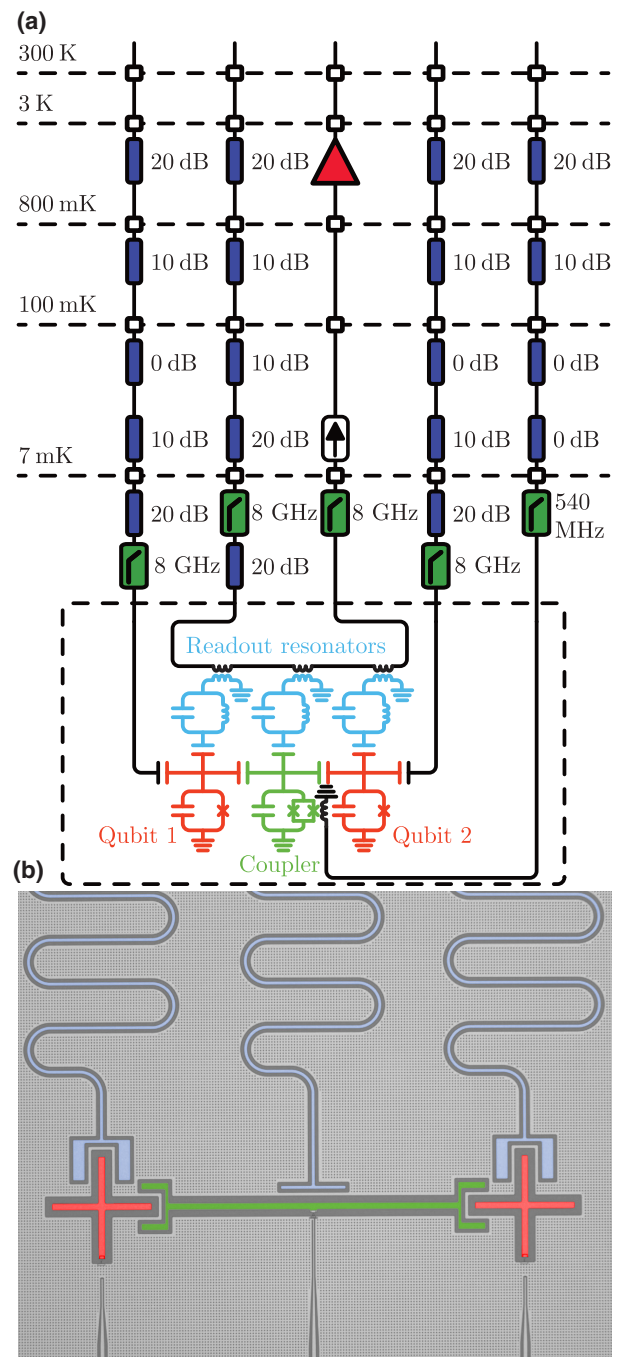 (a)
300 K
3 K
20 dB 20 dB 20 dB 20 dB
800 mK
10 dB 10 dB 10 dB 10 dB
100 mK
0 dB 10 dB 0 dB 0 dB
10 dB 20 dB 10 dB 0 dB
7 mK
20 dB 8 GHz 8 GHz 20 dB 540
MHz
8 GHz 20 dB 8 GHz
Readout resonators
Qubit 1 Qubit 2
Coupler
(b)